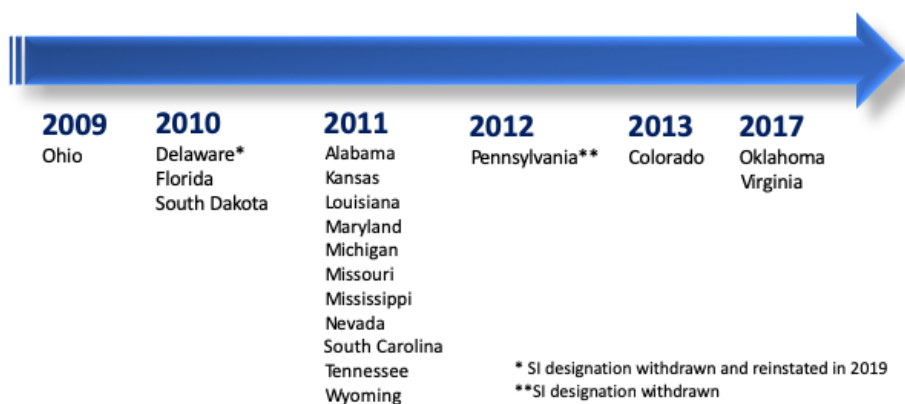 2009
Ohio
2010
Delaware*
Florida
South Dakota
2011
Alabama
Kansas
Louisiana
Maryland
Michigan
Missouri
Mississippi
Nevada
South Carolina
Tennessee
Wyoming
2012
Pennsylvania**
2013
Colorado
2017
Oklahoma
Virginia
* SI designation withdrawn and reinstated in 2019
**SI designation withdrawn